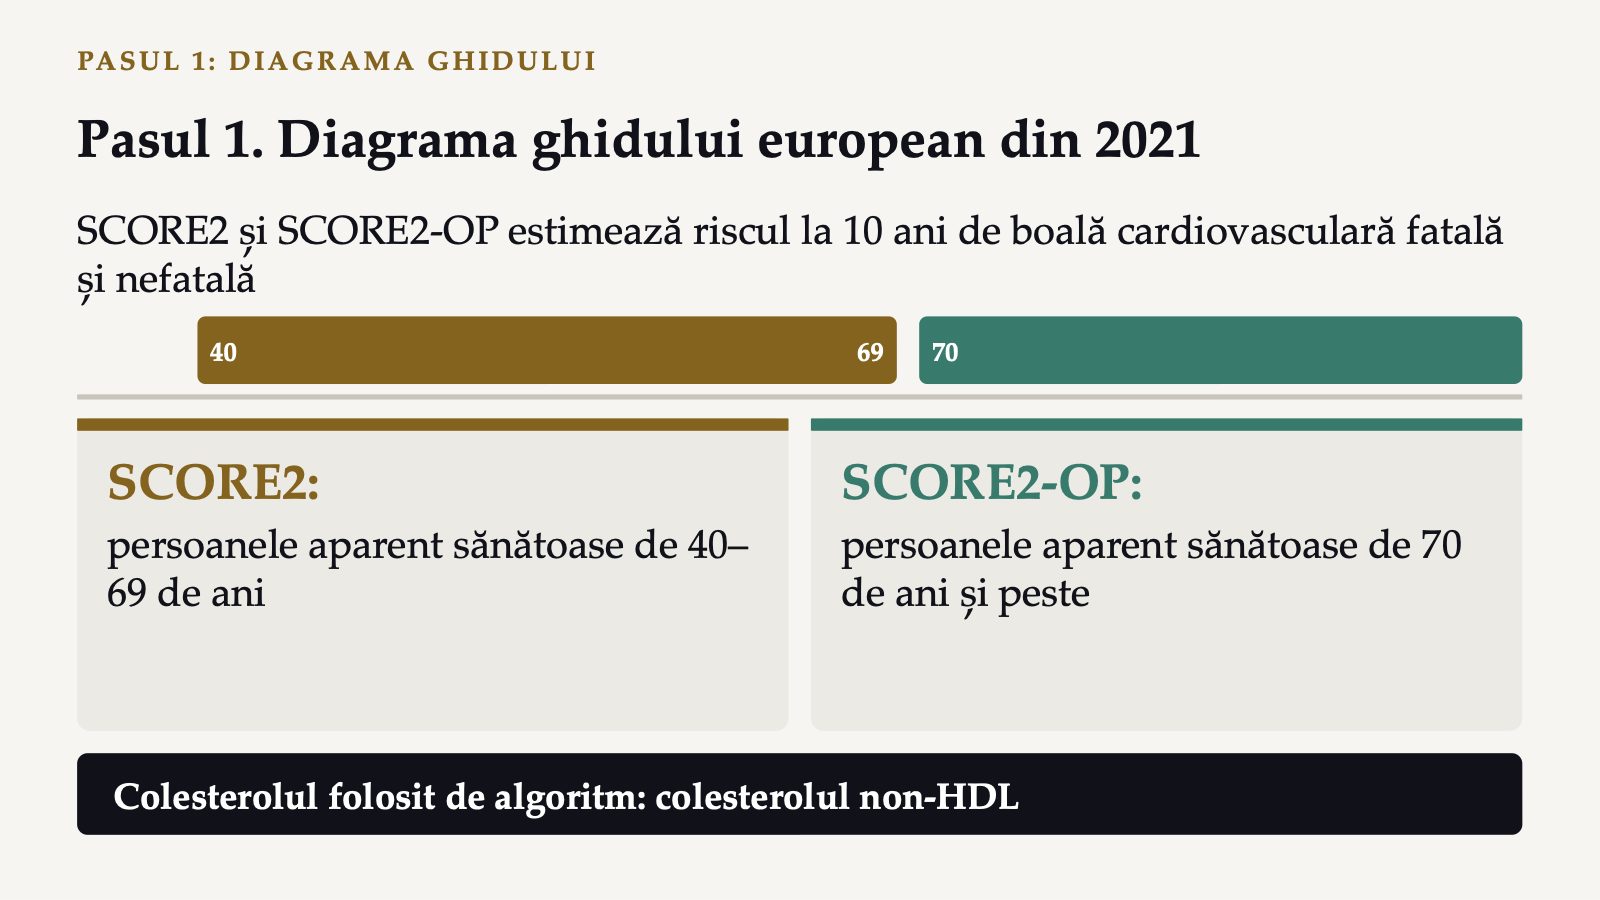 PASUL 1: DIAGRAMA GHIDULUI
Pasul 1. Diagrama ghidului european din 2021
SCORE2 și SCORE2-OP estimează riscul la 10 ani de boală cardiovasculară fatală
și nefatală
40 69 70
SCORE2:
persoanele aparent sănătoase de 40–
69 de ani
SCORE2-OP:
persoanele aparent sănătoase de 70
de ani și peste
Colesterolul folosit de algoritm: colesterolul non-HDL